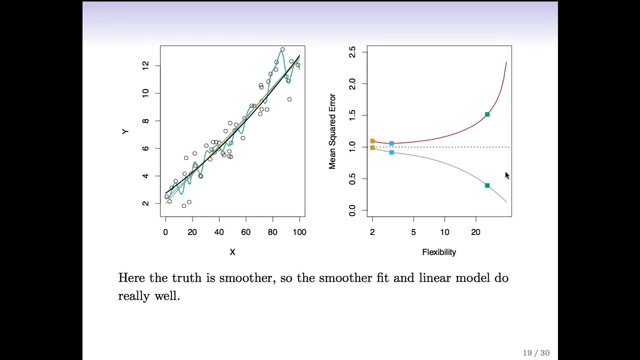 12
10
8
6
4
2
Y
0 20 40 60 80 100
X
2.5
2.0
1.5
1.0
0.5
0.0
Mean Squared Error
2 5 10 20
Flexibility
Here the truth is smoother, so the smoother fit and linear model do
really well.
19 / 30